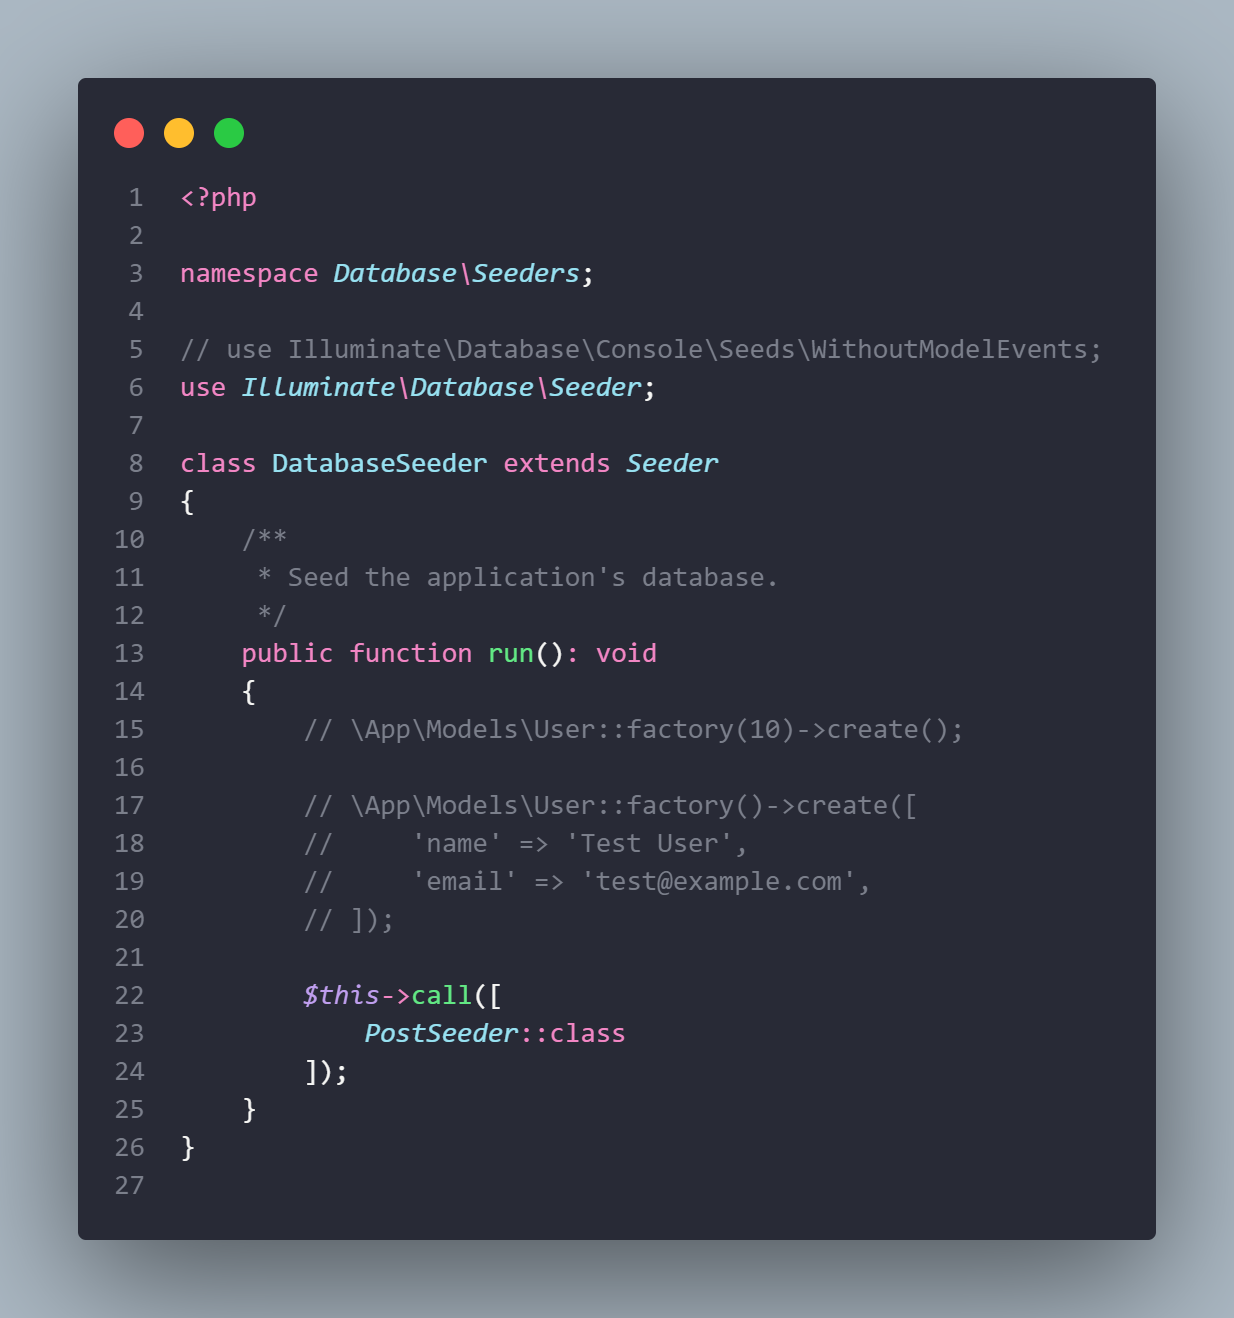 1 <?php
2
3 namespace Database\Seeders;
4
5 // use Illuminate\Database\Console\Seeds\WithoutModelEvents;
6 use Illuminate\Database\Seeder;
7
8 class DatabaseSeeder extends Seeder
9 {
10     /**
11      * Seed the application's database.
12      */
13     public function run(): void
14     {
15         // \App\Models\User::factory(10)->create();
16
17         // \App\Models\User::factory()->create([
18         //     'name' => 'Test User',
19         //     'email' => 'test@example.com',
20         // ]);
21
22         $this->call([
23             PostSeeder::class
24         ]);
25     }
26 }
27